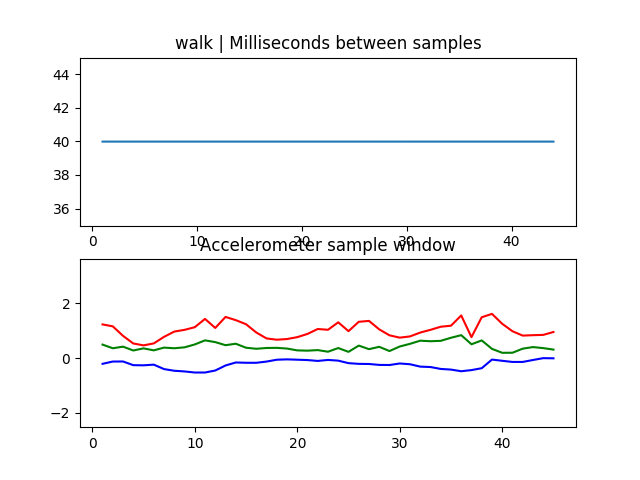 walk | Milliseconds between samples
44
42
40
38
36
0 10 20 30 40
Accelerometer sample window
2
0
−2
0 10 20 30 40